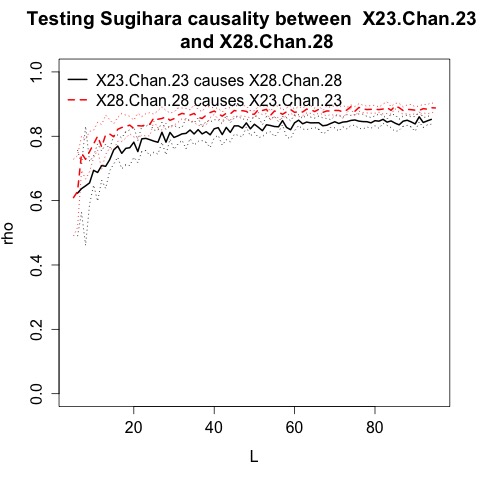 Testing Sugihara causality between  X23.Chan.23
and X28.Chan.28
X23.Chan.23 causes X28.Chan.28
X28.Chan.28 causes X23.Chan.23
1.0
0.8
0.6
0.4
0.2
0.0
rho
20 40 60 80
L